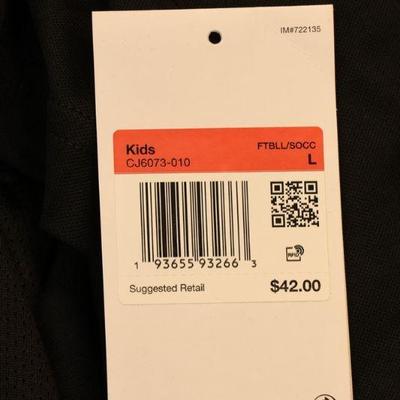 IM#722135
Kids FTBLL/SOCC
CJ6073-010 L
1 93655 93266 3
RFID
Suggested Retail $42.00